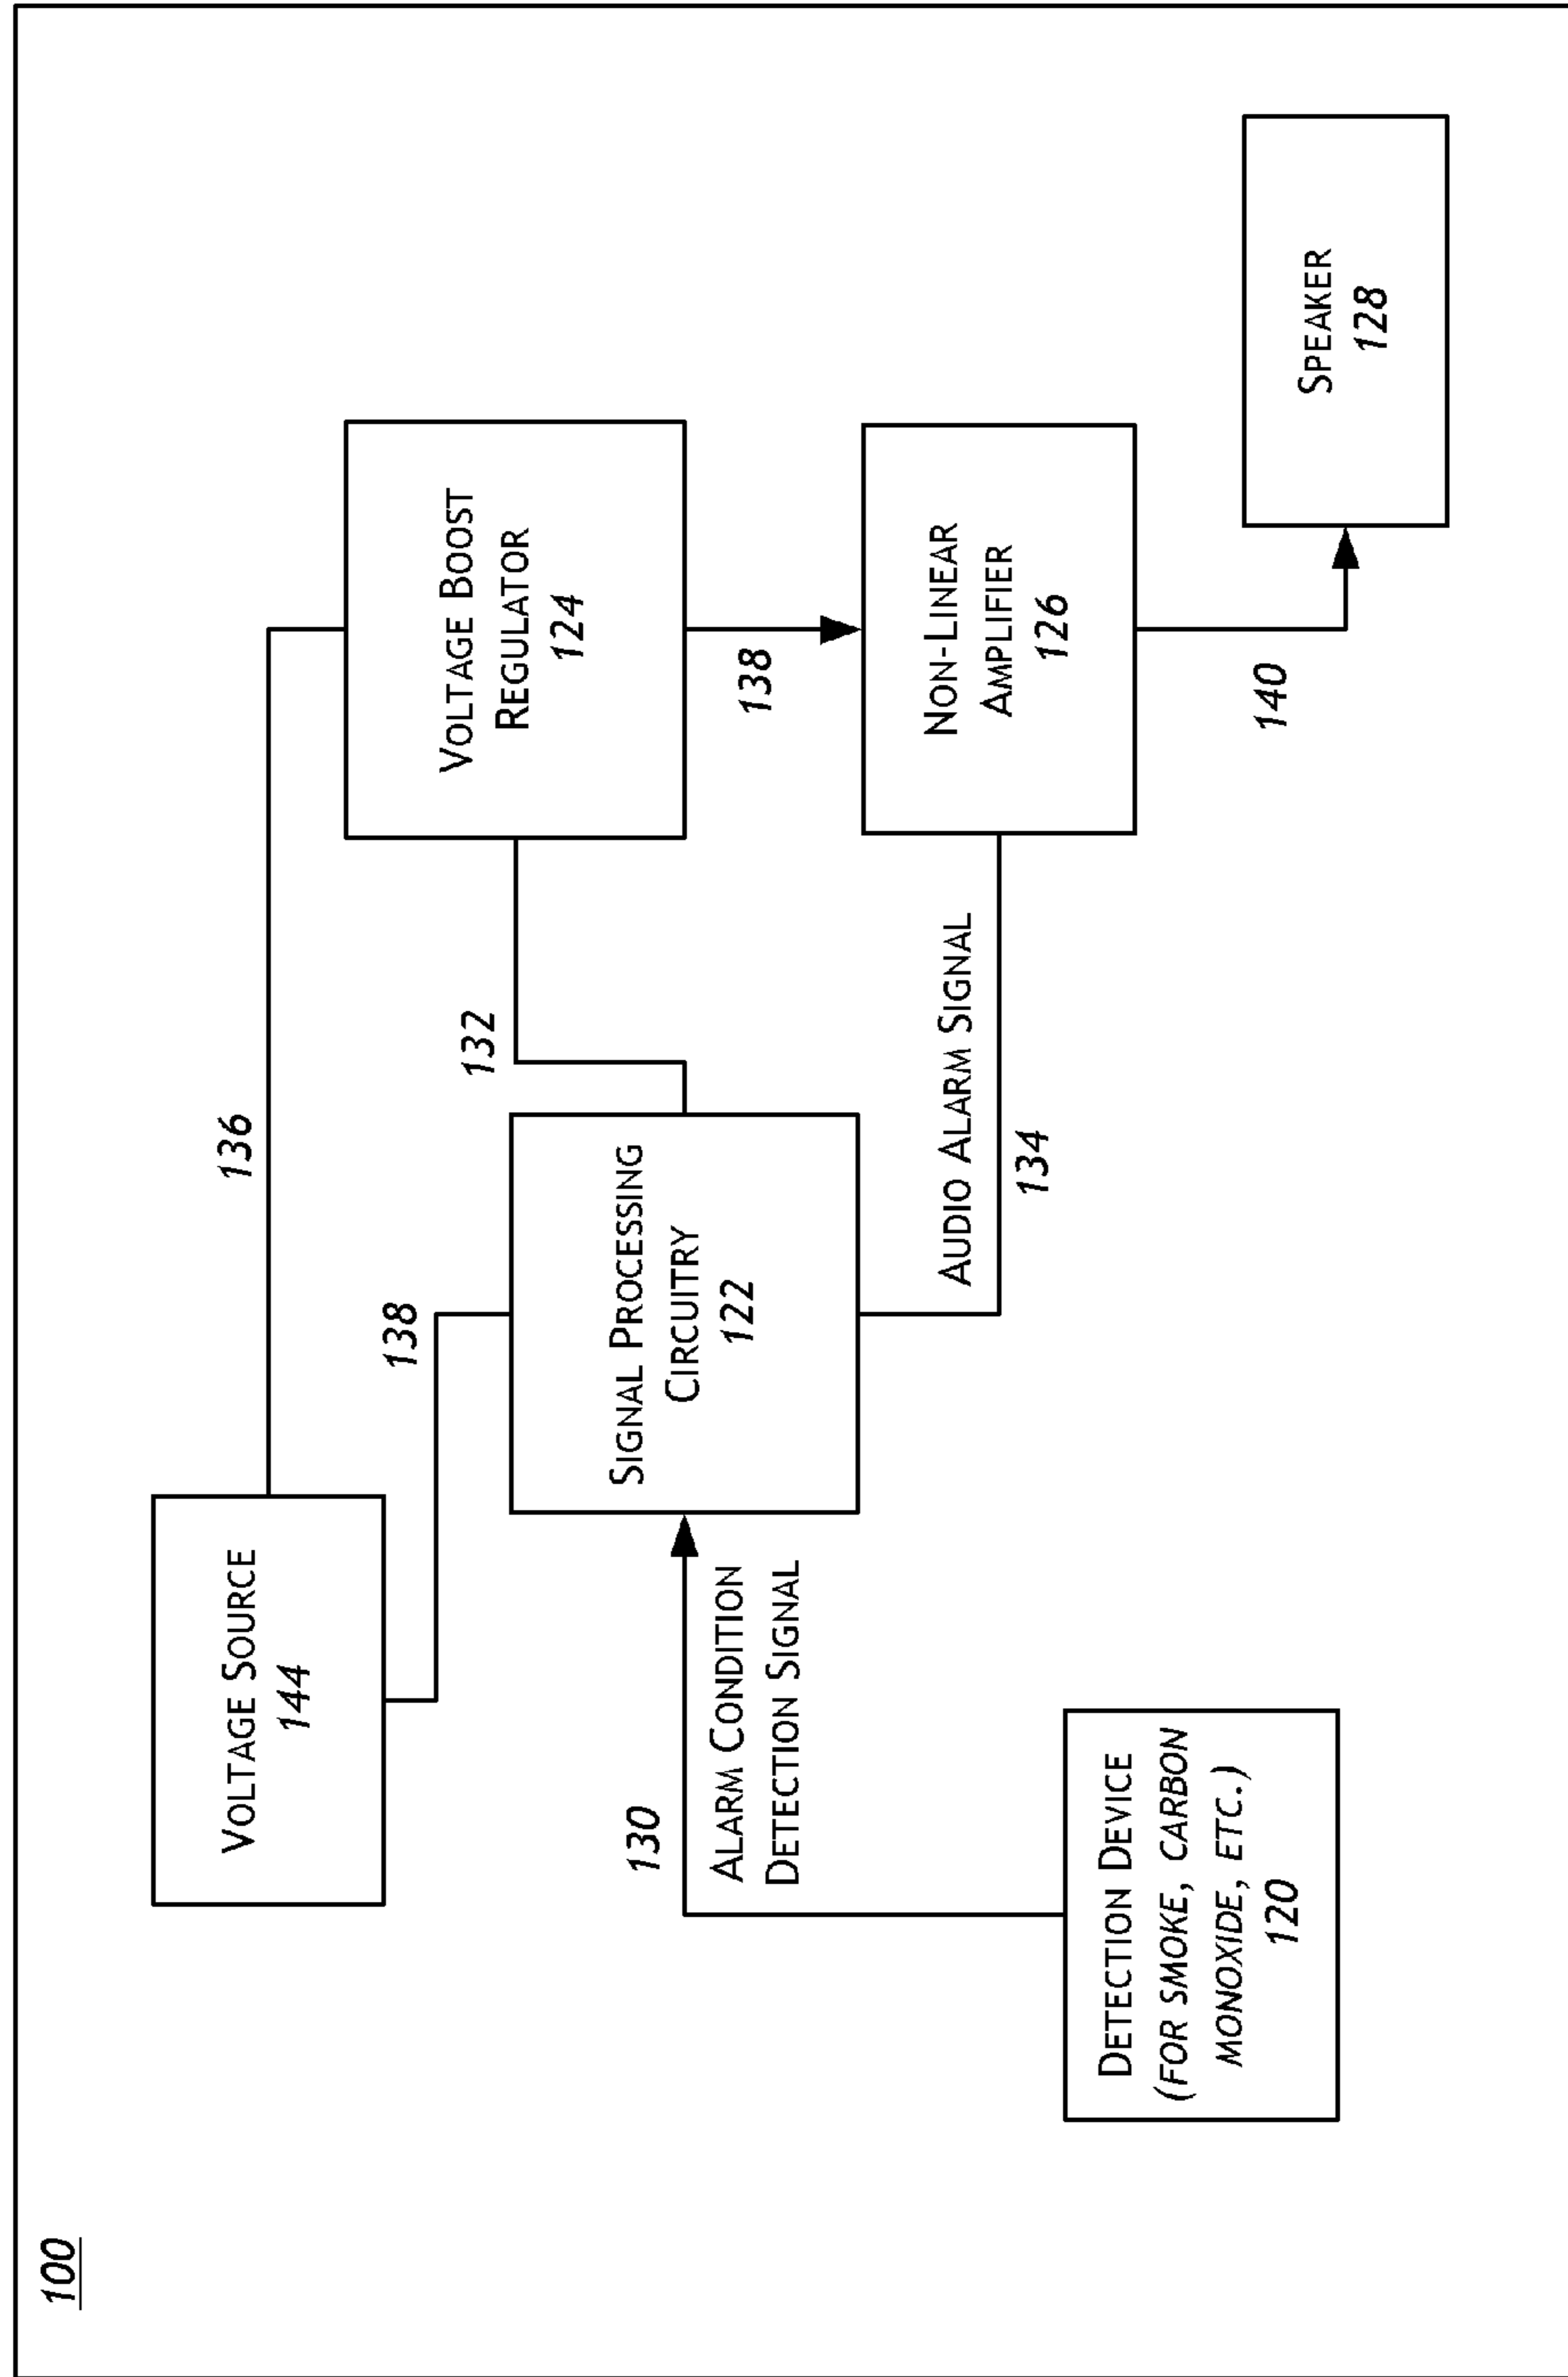 100
VOLTAGE SOURCE
144
136
138
VOLTAGE BOOST
REGULATOR
124
132
SIGNAL PROCESSING
CIRCUITRY
122
130
ALARM CONDITION
DETECTION SIGNAL
138
NON-LINEAR
AMPLIFIER
126
AUDIO ALARM SIGNAL
134
DETECTION DEVICE
(FOR SMOKE, CARBON
MONOXIDE, ETC.)
120
140
SPEAKER
128